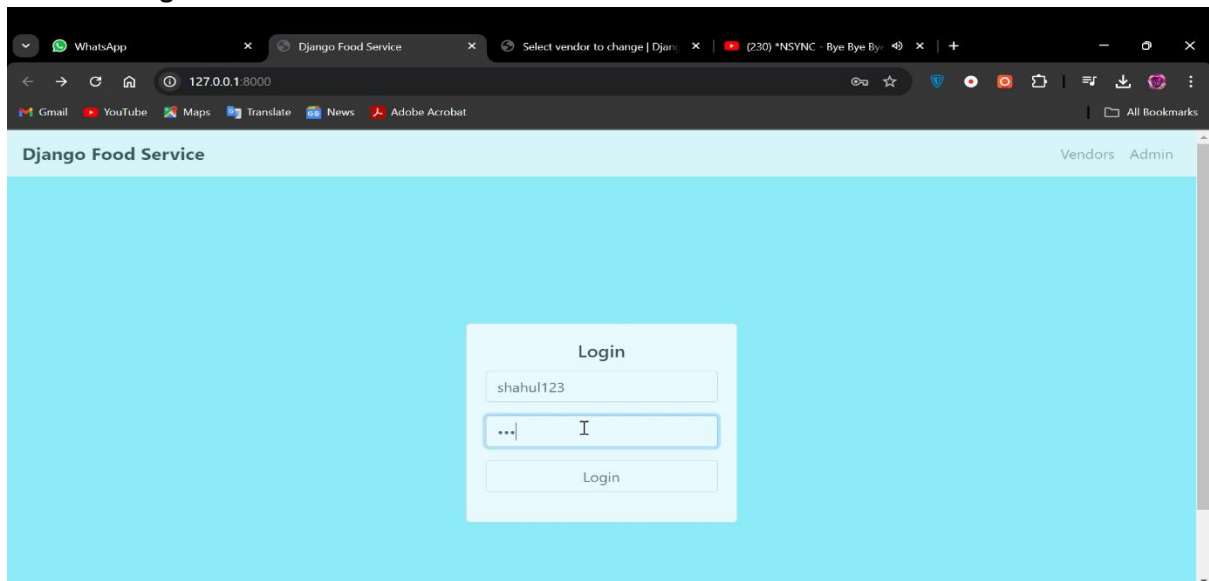 WhatsApp
Django Food Service
Select vendor to change | Djan
(230) *NSYNC - Bye Bye By
127.0.0.1:8000
Gmail YouTube Maps Translate News Adobe Acrobat All Bookmarks
Django Food Service Vendors Admin
Login
shahul123
•••
Login